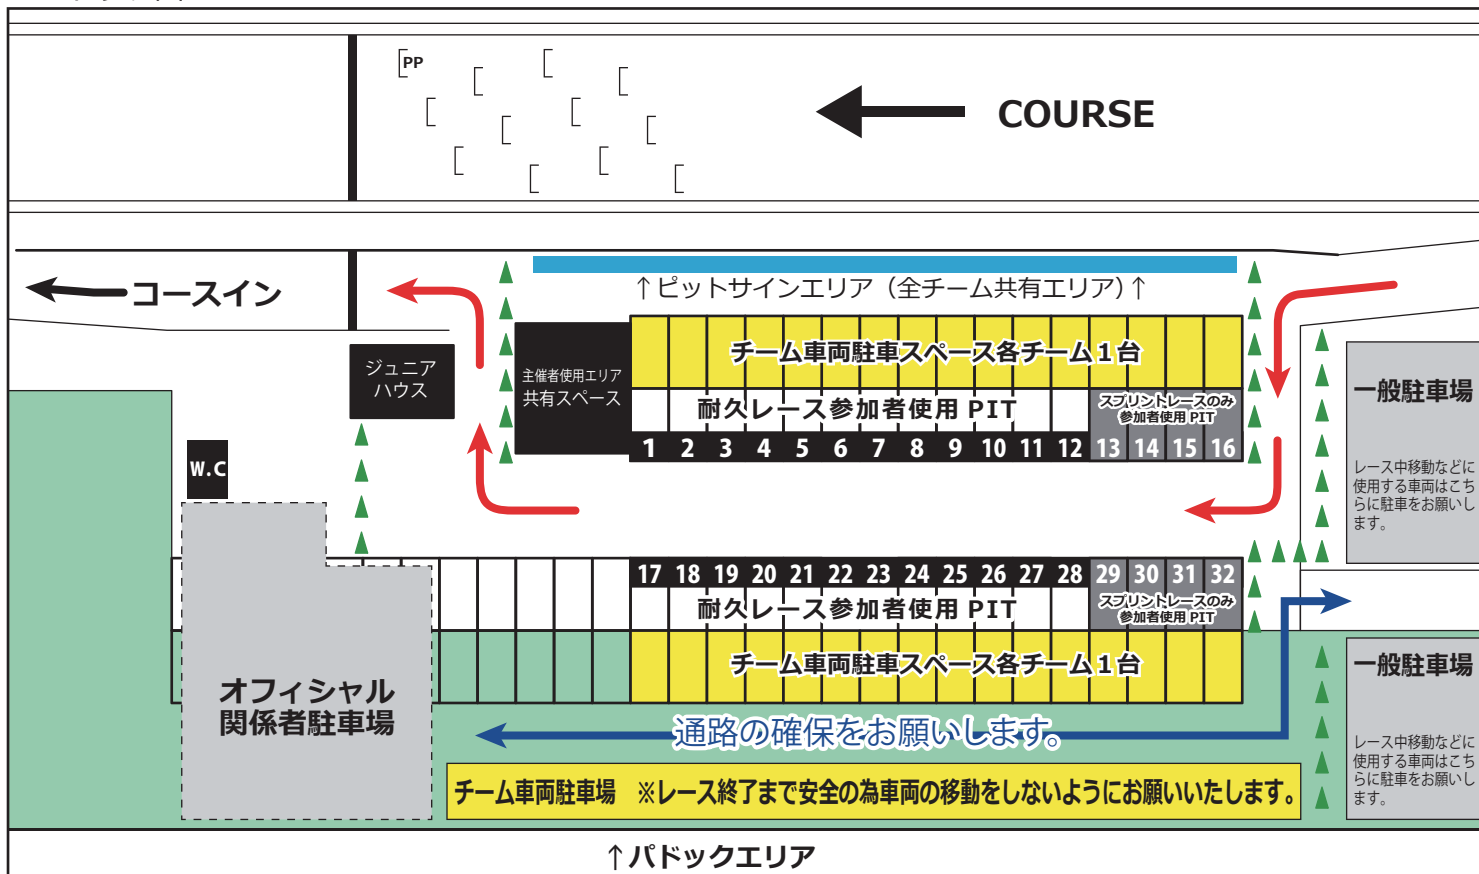 PP
COURSE
コースイン
↑ピットサインエリア（全チーム共有エリア）↑
チーム車両駐車スペース各チーム１台
ジュニア
ハウス
主催者使用エリア
共有スペース
耐久レース参加者使用 PIT
スプリントレースのみ
参加者使用 PIT
1 2 3 4 5 6 7 8 9 10 11 12 13 14 15 16
一般駐車場
レース中移動などに
使用する車両はこち
らに駐車をお願いし
ます。
W.C
17 18 19 20 21 22 23 24 25 26 27 28 29 30 31 32
耐久レース参加者使用 PIT
スプリントレースのみ
参加者使用 PIT
チーム車両駐車スペース各チーム１台
一般駐車場
レース中移動などに
使用する車両はこち
らに駐車をお願いし
ます。
オフィシャル
関係者駐車場
通路の確保をお願いします。
チーム車両駐車場　※レース終了まで安全の為車両の移動をしないようにお願いいたします。
↑パドックエリア